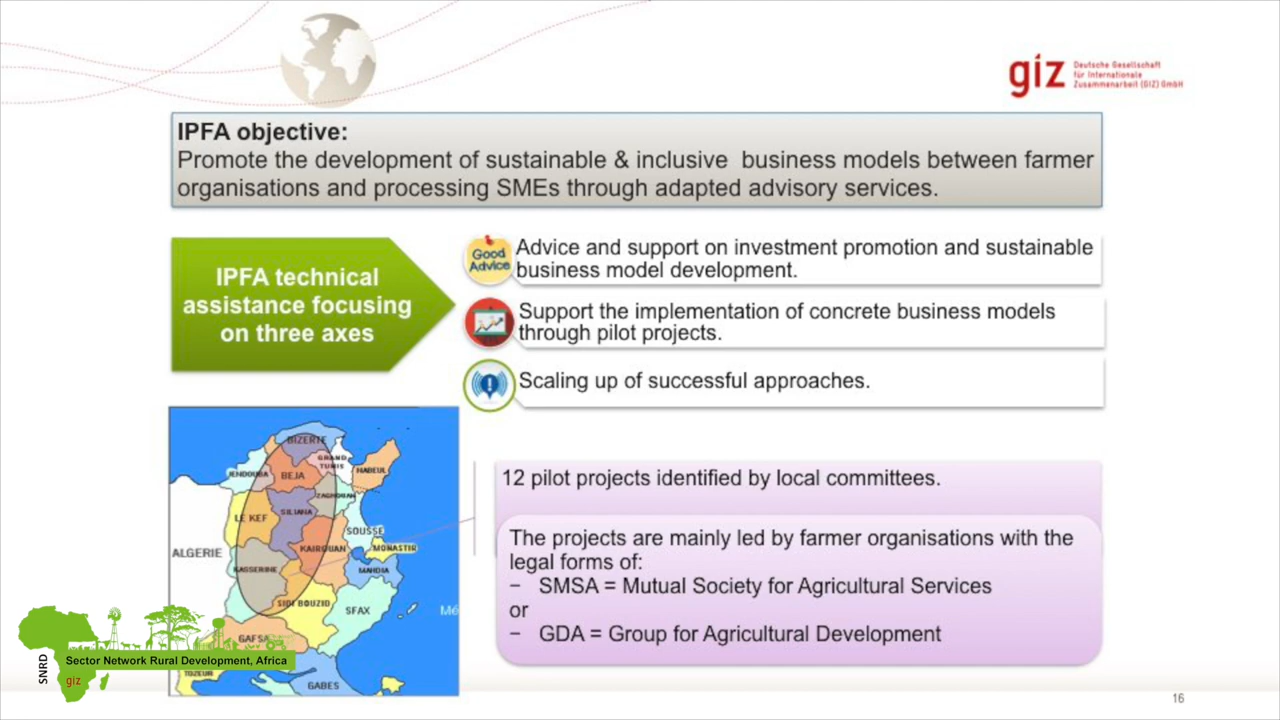 giz Deutsche Gesellschaft
für Internationale
Zusammenarbeit (GIZ) GmbH
IPFA objective:
Promote the development of sustainable & inclusive business models between farmer
organisations and processing SMEs through adapted advisory services.
IPFA technical
assistance focusing
on three axes
Good
Advice
Advice and support on investment promotion and sustainable
business model development.
Support the implementation of concrete business models
through pilot projects.
Scaling up of successful approaches.
BIZERTE
GRAND
TUNIS
JENDOUBA
BEJA
NABEUL
ZAGHOUAN
LE KEF
SILIANA
SOUSSE
ALGERIE
KAIROUAN
MONASTIR
KASSERINE
MAHDIA
SIDI BOUZID
SFAX
Mé
GAFSA
TOZEUR
GABES
12 pilot projects identified by local committees.
The projects are mainly led by farmer organisations with the
legal forms of:
− SMSA = Mutual Society for Agricultural Services
or
− GDA = Group for Agricultural Development
SNRD
Sector Network Rural Development, Africa
giz
16